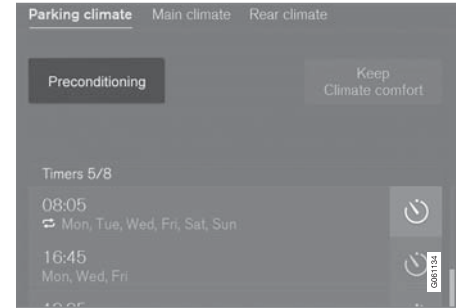 Parking climate Main climate Rear climate
Preconditioning
Keep
Climate comfort
Timers 5/8
08:05
Mon, Tue, Wed, Fri, Sat, Sun
16:45
Mon, Wed, Fri
G061134